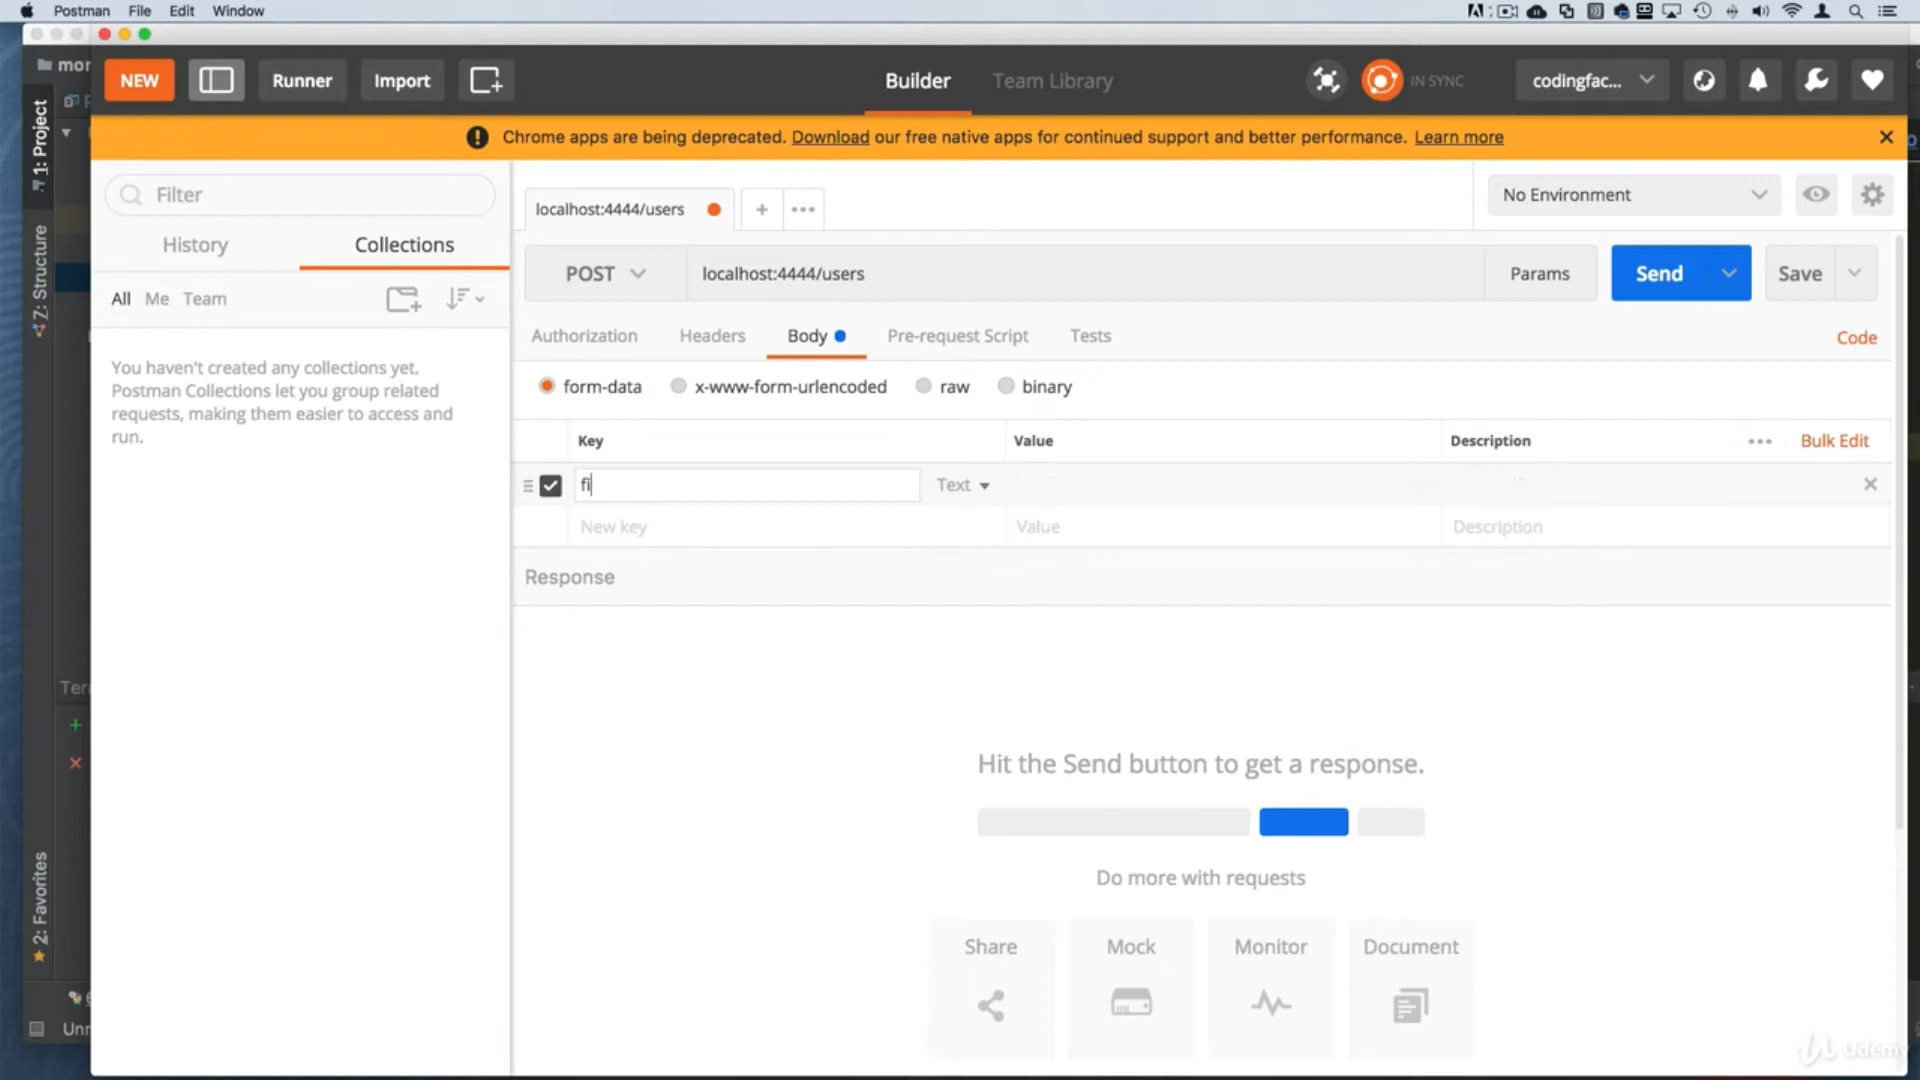 Postman File Edit Window
mor
NEW Runner Import Builder Team Library IN SYNC codingfac...
Chrome apps are being deprecated. Download our free native apps for continued support and better performance. Learn more
1: Project
Z: Structure
2: Favorites
Filter
History Collections
All Me Team
You haven't created any collections yet.
Postman Collections let you group related
requests, making them easier to access and
run.
Ter
Unr
localhost:4444/users
No Environment
POST localhost:4444/users Params Send Save
Authorization Headers Body Pre-request Script Tests Code
form-data x-www-form-urlencoded raw binary
Key Value Description Bulk Edit
fi Text
New key Value Description
Response
Hit the Send button to get a response.
Do more with requests
Share Mock Monitor Document
Udemy